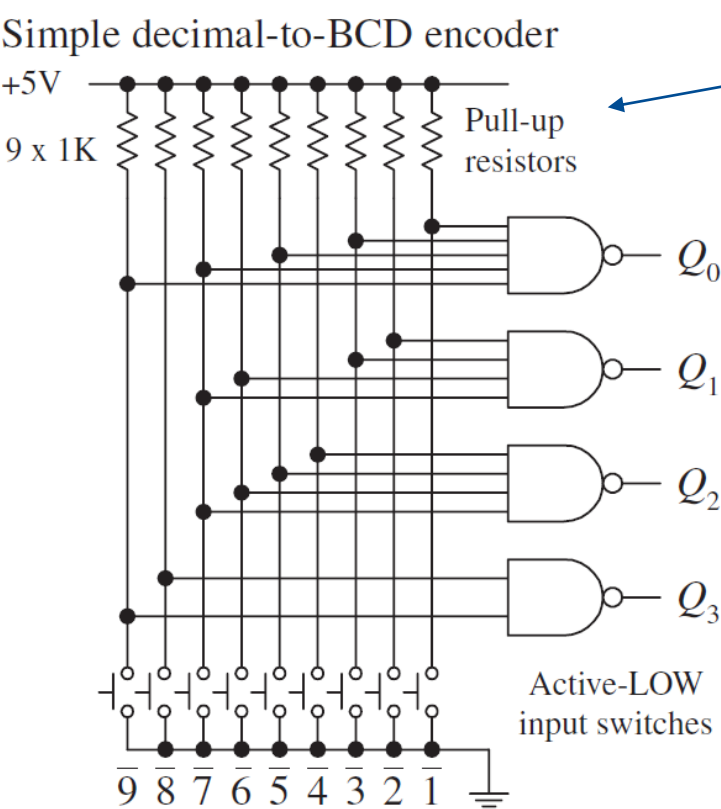 Simple decimal-to-BCD encoder
+5V
Pull-up
9 x 1K
resistors
Q₀
Q₁
Q₂
Q₃
Active-LOW
input switches
9̅ 8̅ 7̅ 6̅ 5̅ 4̅ 3̅ 2̅ 1̅